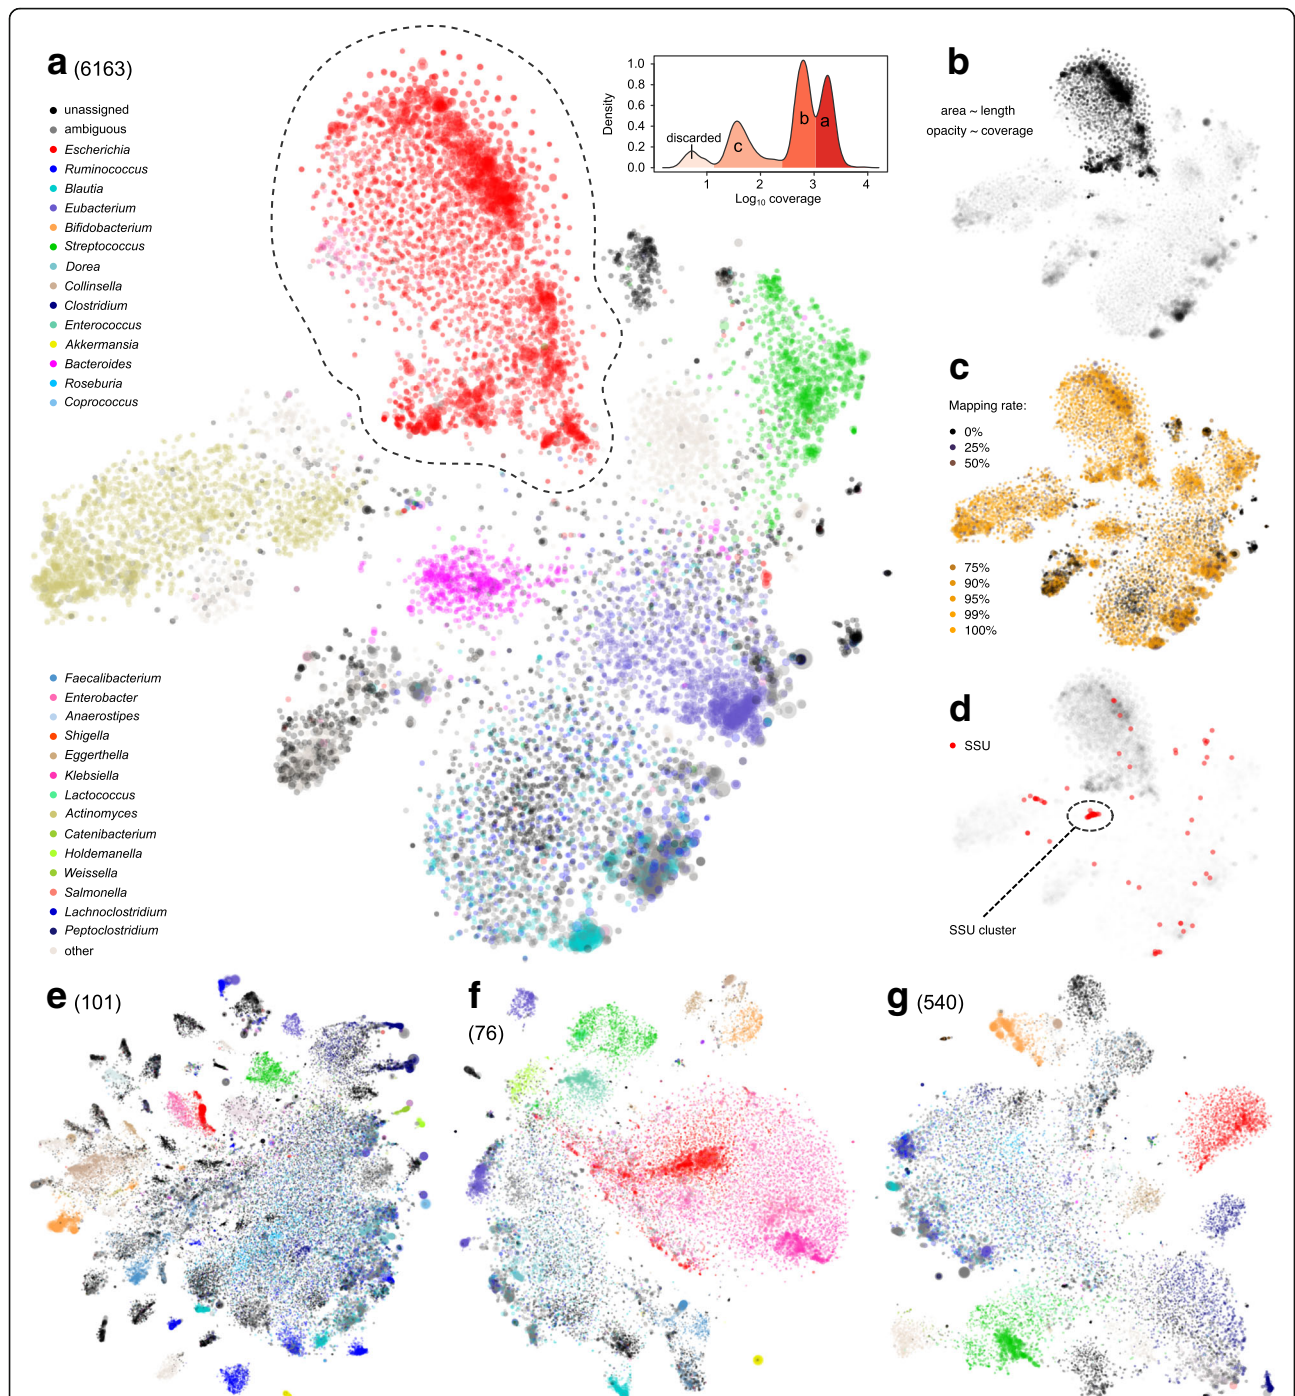 a (6163)
unassigned
ambiguous
Escherichia
Ruminococcus
Blautia
Eubacterium
Bifidobacterium
Streptococcus
Dorea
Collinsella
Clostridium
Enterococcus
Akkermansia
Bacteroides
Roseburia
Coprococcus
Density
1.0
0.8
0.6
0.4
0.2
0.0
discarded
c
b
a
1 2 3 4
Log10 coverage
b
area ~ length
opacity ~ coverage
c
Mapping rate:
0%
25%
50%
75%
90%
95%
99%
100%
Faecalibacterium
Enterobacter
Anaerostipes
Shigella
Eggerthella
Klebsiella
Lactococcus
Actinomyces
Catenibacterium
Holdemanella
Weissella
Salmonella
Lachnoclostridium
Peptoclostridium
other
d
SSU
SSU cluster
e (101)
f
(76)
g (540)